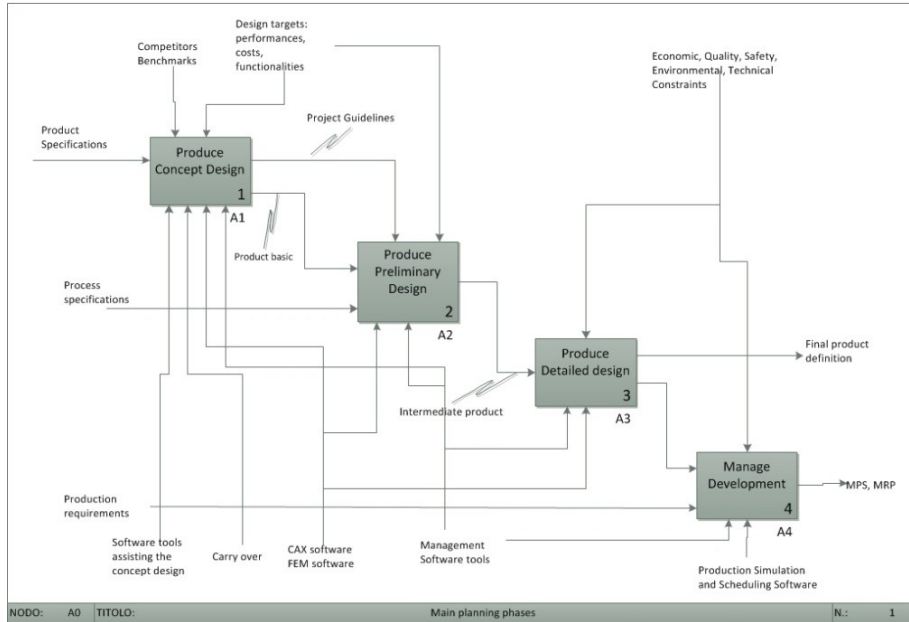 Design targets:
performances,
costs,
functionalities
Competitors
Benchmarks
Economic, Quality, Safety,
Environmental, Technical
Constraints
Project Guidelines
Product
Specifications
Produce
Concept Design
1
A1
Product basic
Produce
Preliminary
Design
2
A2
Process
specifications
Produce
Detailed design
3
A3
Final product
definition
Intermediate product
Manage
Development
4
A4
MPS, MRP
Production
requirements
Software tools
assisting the
concept design
Carry over
CAX software
FEM software
Management
Software tools
Production Simulation
and Scheduling Software
NODO: A0 TITOLO: Main planning phases N.: 1